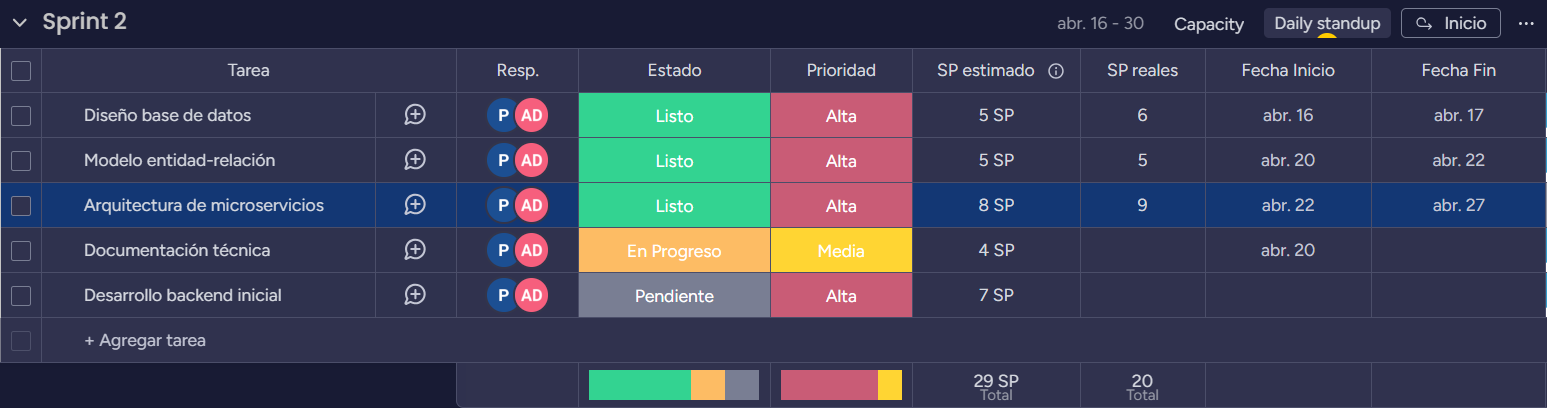 Sprint 2 abr. 16 - 30 Capacity Daily standup Inicio
Tarea Resp. Estado Prioridad SP estimado SP reales Fecha Inicio Fecha Fin
Diseño base de datos P AD Listo Alta 5 SP 6 abr. 16 abr. 17
Modelo entidad-relación P AD Listo Alta 5 SP 5 abr. 20 abr. 22
Arquitectura de microservicios P AD Listo Alta 8 SP 9 abr. 22 abr. 27
Documentación técnica P AD En Progreso Media 4 SP abr. 20
Desarrollo backend inicial P AD Pendiente Alta 7 SP
+ Agregar tarea
29 SP 20
Total Total